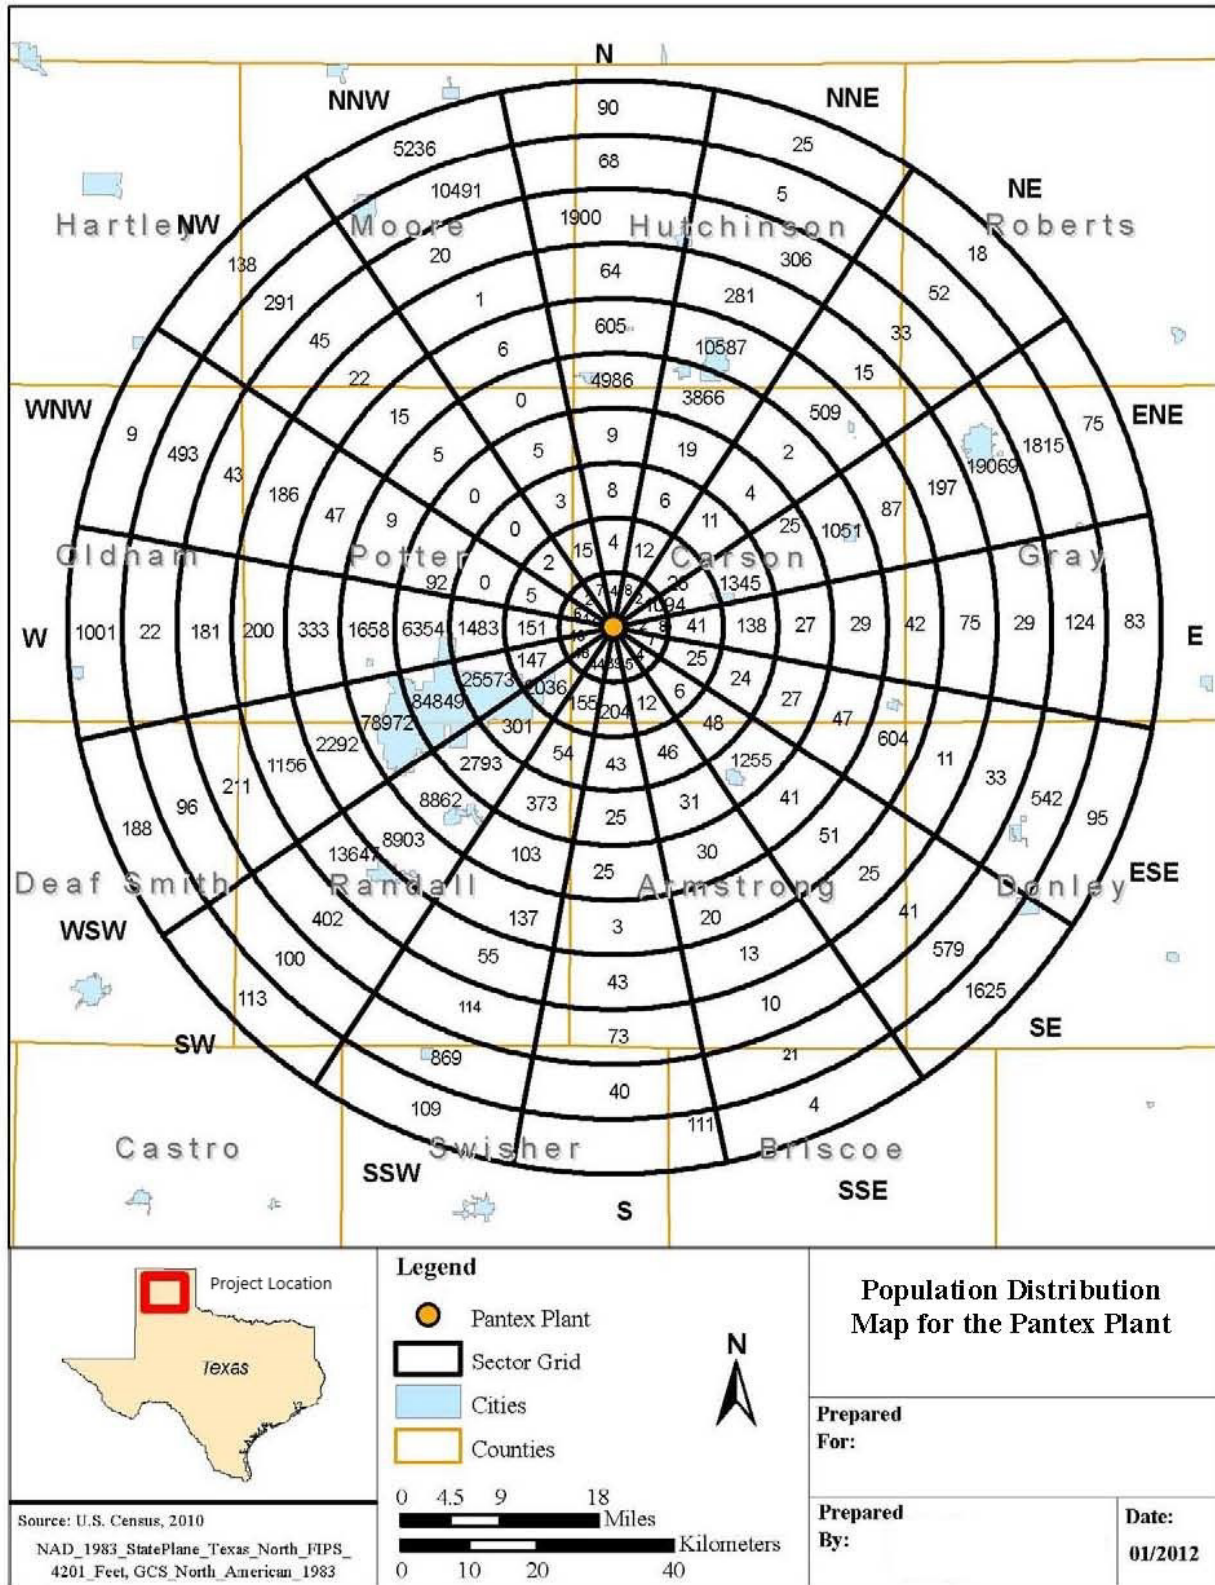 N
NNW
NNE
90
5236
25
68
10491
5
NE
1900
Hartley NW Moore Hutchinson Roberts
20
306
18
138
64
1
281
52
291
605
45
6
10587
33
22
4986
15
WNW
0
3866
509
75
ENE
9
15
9
1815
493
5
5
19
2
19069
43
186
0
3
8
6
4
197
47
9
0
11
25
87
1051
15
4
12
Oldham Potter Carson Gray
2
92
0
5
26
1345
1094
W
1001 22 181 200 333 1658 6354 1483 151
41 138 27 29 42 75 29 124 83
E
147
25
25573
2036
24
84849
6
27
78972
301
155
204
12
48
47
2292
604
2793
54
43
46
1255
1156
11
211
8862
373
25
31
41
33
96
542
188
8903
95
13647
103
25
30
51
25
Deaf Smith Randall Armstrong Donley
ESE
WSW
402
137
3
20
41
100
55
13
579
113
43
1625
114
10
SE
SW
73
869
21
40
109
111
4
Castro Swisher Briscoe
SSW
SSE
S
Project Location
Texas
Source: U.S. Census, 2010
NAD_1983_StatePlane_Texas_North_FIPS_
4201_Feet, GCS_North_American_1983
Legend
Pantex Plant
Sector Grid
Cities
Counties
N
0 4.5 9 18
Miles
Kilometers
0 10 20 40
Population Distribution
Map for the Pantex Plant
Prepared
For:
Prepared
By:
Date:
01/2012